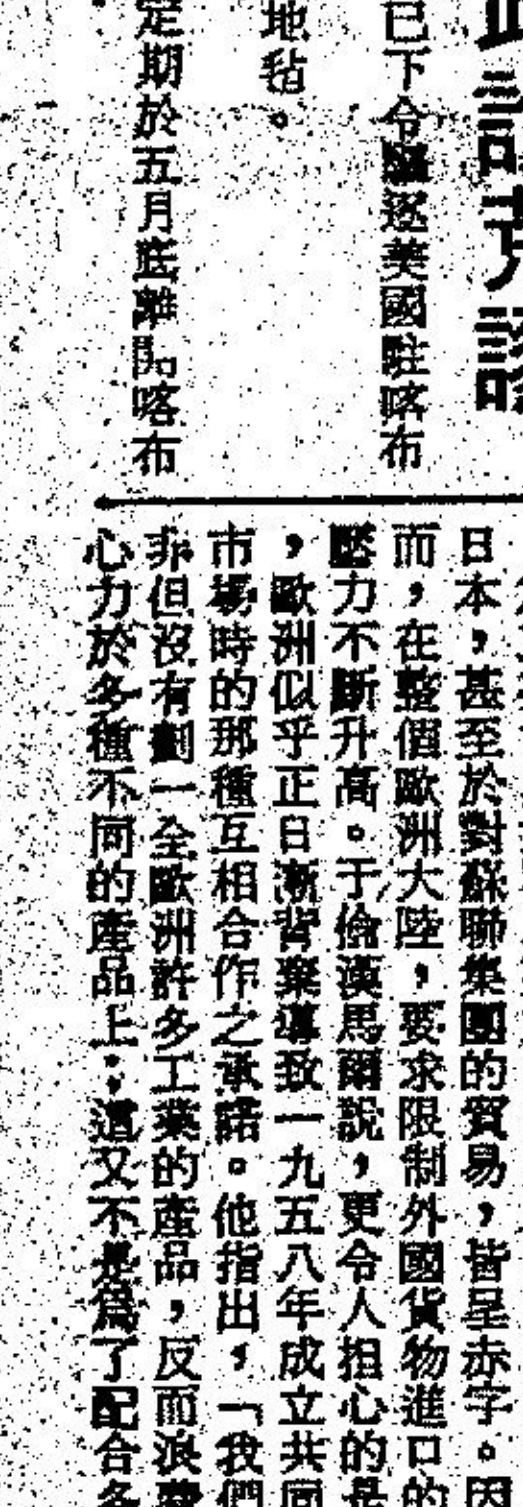 已下令驅逐美國駐喀布
地毡。
定期於五月底離開喀布
日本，甚至於對蘇聯集團的貿易，皆呈赤字。因
而，在整個歐洲大陸，要求限制外國貨物進口的
壓力不斷升高。于儉漢馬爾說，更令人担心的是
，歐洲似乎正日漸背棄導致一九五八年成立共同
市場時的那種互相合作之承諾。他指出，「我們
非但沒有劃一全歐洲許多工業的產品，反而浪費
心力於多種不同的產品上；這又不是為了配合各